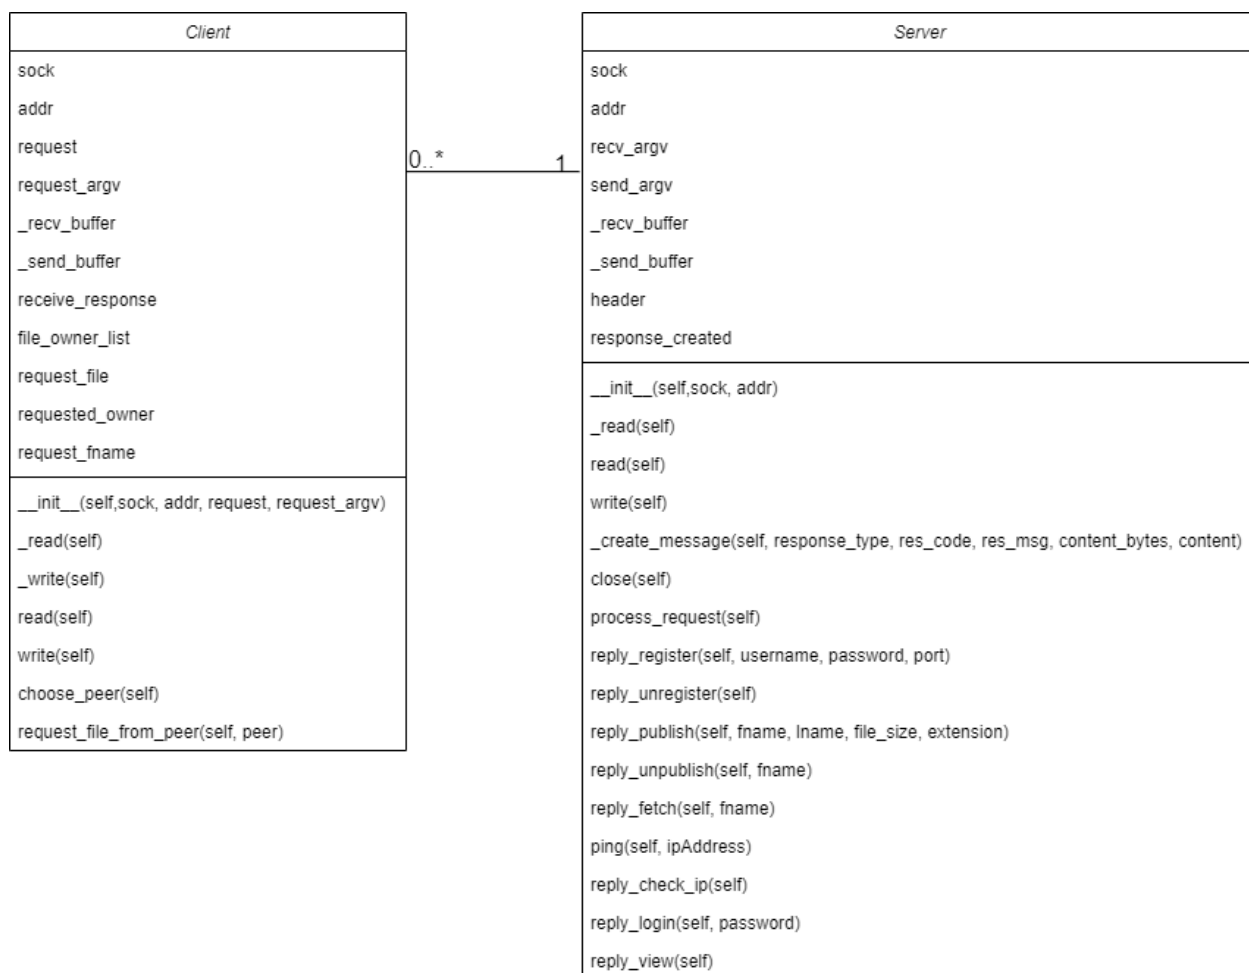 Client
sock
addr
request
request_argv
_recv_buffer
_send_buffer
receive_response
file_owner_list
request_file
requested_owner
request_fname
__init__(self,sock, addr, request, request_argv)
_read(self)
_write(self)
read(self)
write(self)
choose_peer(self)
request_file_from_peer(self, peer)
0..*
1
Server
sock
addr
recv_argv
send_argv
_recv_buffer
_send_buffer
header
response_created
__init__(self,sock, addr)
_read(self)
read(self)
write(self)
_create_message(self, response_type, res_code, res_msg, content_bytes, content)
close(self)
process_request(self)
reply_register(self, username, password, port)
reply_unregister(self)
reply_publish(self, fname, lname, file_size, extension)
reply_unpublish(self, fname)
reply_fetch(self, fname)
ping(self, ipAddress)
reply_check_ip(self)
reply_login(self, password)
reply_view(self)